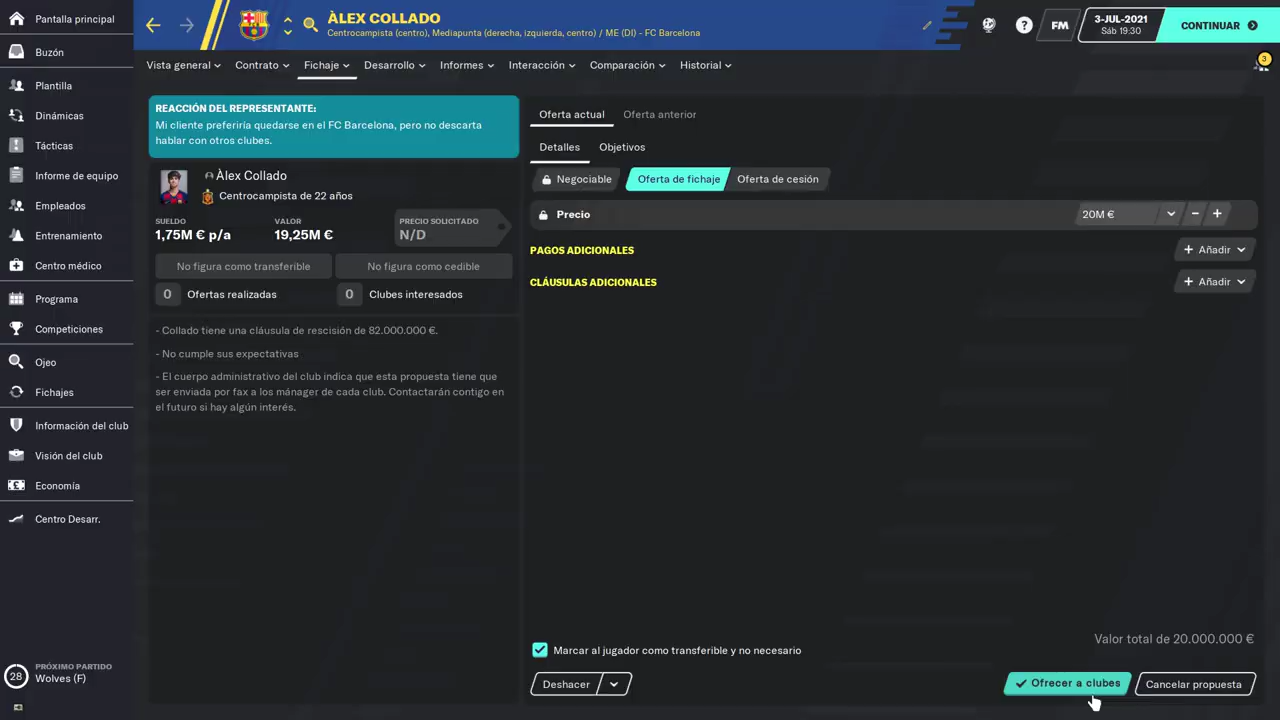 Pantalla principal
Buzón
Plantilla
Dinámicas
Tácticas
Informe de equipo
Empleados
Entrenamiento
Centro médico
Programa
Competiciones
Ojeo
Fichajes
Información del club
Visión del club
Economía
Centro Desarr.
28
PRÓXIMO PARTIDO
Wolves (F)
ÀLEX COLLADO
Centrocampista (centro), Mediapunta (derecha, izquierda, centro) / ME (DI) - FC Barcelona
?
FM
3-JUL-2021
Sáb 19:30
CONTINUAR
3
Vista general
Contrato
Fichaje
Desarrollo
Informes
Interacción
Comparación
Historial
REACCIÓN DEL REPRESENTANTE:
Mi cliente preferiría quedarse en el FC Barcelona, pero no descarta
hablar con otros clubes.
Àlex Collado
Centrocampista de 22 años
SUELDO
1,75M € p/a
VALOR
19,25M €
PRECIO SOLICITADO
N/D
No figura como transferible
No figura como cedible
0 Ofertas realizadas
0 Clubes interesados
- Collado tiene una cláusula de rescisión de 82.000.000 €.
- No cumple sus expectativas
- El cuerpo administrativo del club indica que esta propuesta tiene que
ser enviada por fax a los mánager de cada club. Contactarán contigo en
el futuro si hay algún interés.
Oferta actual
Oferta anterior
Detalles
Objetivos
Negociable
Oferta de fichaje
Oferta de cesión
Precio
20M €
- +
PAGOS ADICIONALES
+ Añadir
CLÁUSULAS ADICIONALES
+ Añadir
Valor total de 20.000.000 €
Marcar al jugador como transferible y no necesario
Deshacer
Ofrecer a clubes
Cancelar propuesta